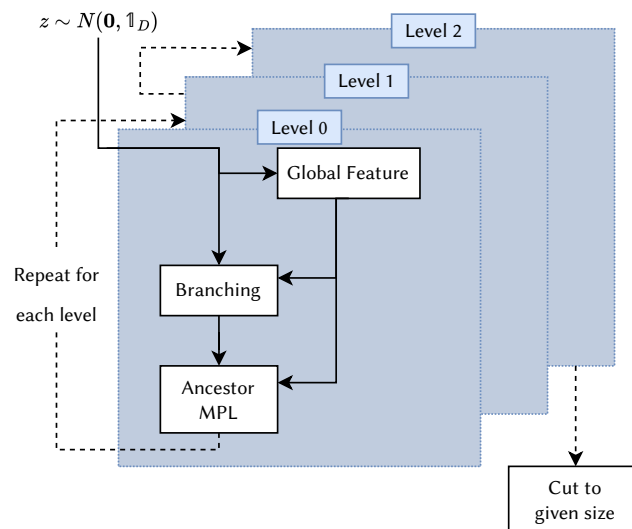 z ∼ N(𝟎, 𝟙_D)
Level 2
Level 1
Level 0
Global Feature
Repeat for
each level
Branching
Ancestor
MPL
Cut to
given size